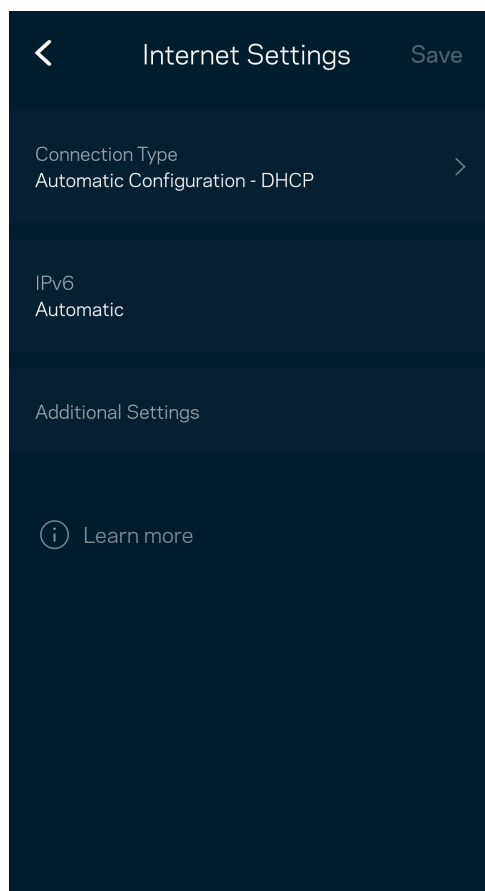 Internet Settings Save
Connection Type
Automatic Configuration - DHCP
IPv6
Automatic
Additional Settings
Learn more